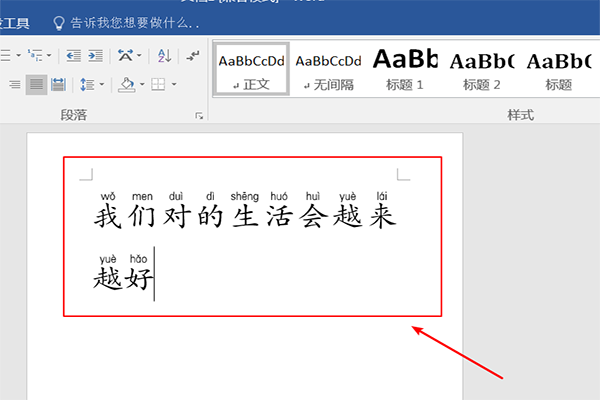 工具 告诉我您想要做什么..
AaBbCcDd AaBbCcDd AaBb AaBbC AaBbCc
正文 无间隔 标题 1 标题 2 标题
段落 样式
wǒ men duì dì shēng huó huì yuè lái
我们对的生活会越来
yuè hǎo
越好